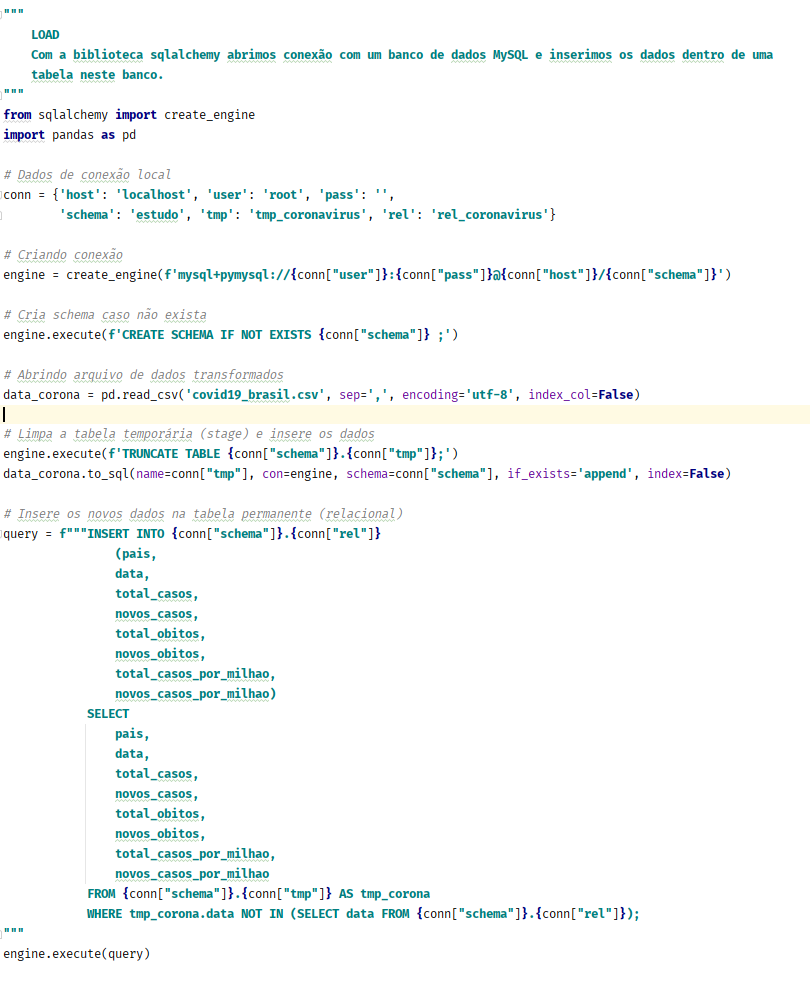 """
    LOAD
    Com a biblioteca sqlalchemy abrimos conexão com um banco de dados MySQL e inserimos os dados dentro de uma
    tabela neste banco.
"""
from sqlalchemy import create_engine
import pandas as pd

# Dados de conexão local
conn = {'host': 'localhost', 'user': 'root', 'pass': '',
        'schema': 'estudo', 'tmp': 'tmp_coronavirus', 'rel': 'rel_coronavirus'}

# Criando conexão
engine = create_engine(f'mysql+pymysql://{conn["user"]}:{conn["pass"]}@{conn["host"]}/{conn["schema"]}')

# Cria schema caso não exista
engine.execute(f'CREATE SCHEMA IF NOT EXISTS {conn["schema"]} ;')

# Abrindo arquivo de dados transformados
data_corona = pd.read_csv('covid19_brasil.csv', sep=',', encoding='utf-8', index_col=False)

# Limpa a tabela temporária (stage) e insere os dados
engine.execute(f'TRUNCATE TABLE {conn["schema"]}.{conn["tmp"]};')
data_corona.to_sql(name=conn["tmp"], con=engine, schema=conn["schema"], if_exists='append', index=False)

# Insere os novos dados na tabela permanente (relacional)
query = f"""INSERT INTO {conn["schema"]}.{conn["rel"]}
                (pais,
                data,
                total_casos,
                novos_casos,
                total_obitos,
                novos_obitos,
                total_casos_por_milhao,
                novos_casos_por_milhao)
            SELECT
                pais,
                data,
                total_casos,
                novos_casos,
                total_obitos,
                novos_obitos,
                total_casos_por_milhao,
                novos_casos_por_milhao
            FROM {conn["schema"]}.{conn["tmp"]} AS tmp_corona
            WHERE tmp_corona.data NOT IN (SELECT data FROM {conn["schema"]}.{conn["rel"]});
"""
engine.execute(query)